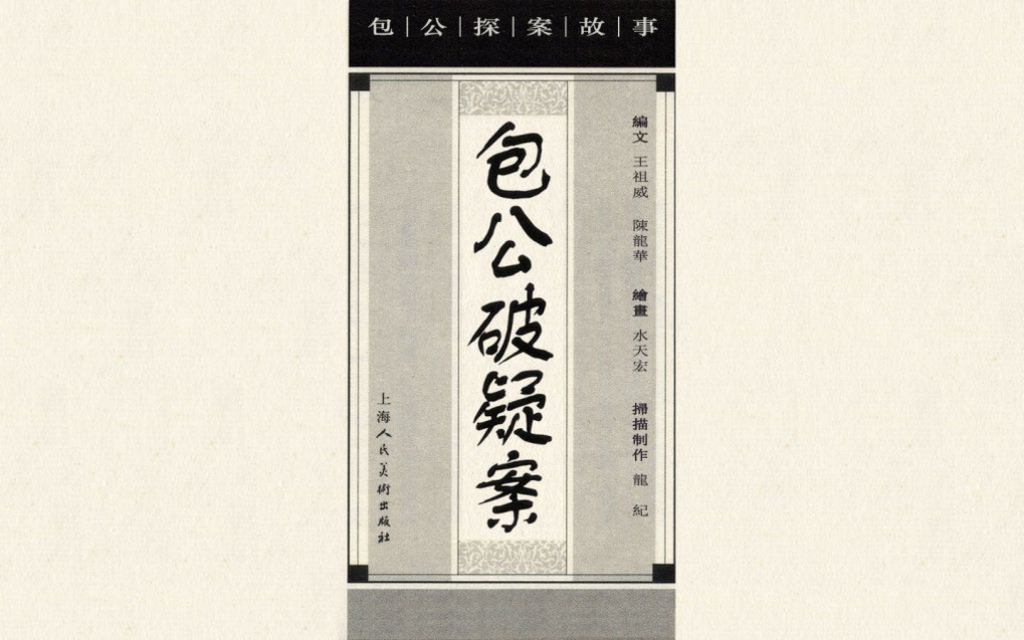 包|公|探|案|故|事
編文 王祖威 陳龍華 繪畫 水天宏 掃描制作 龍紀
包公破疑案
上海人民美術出版社